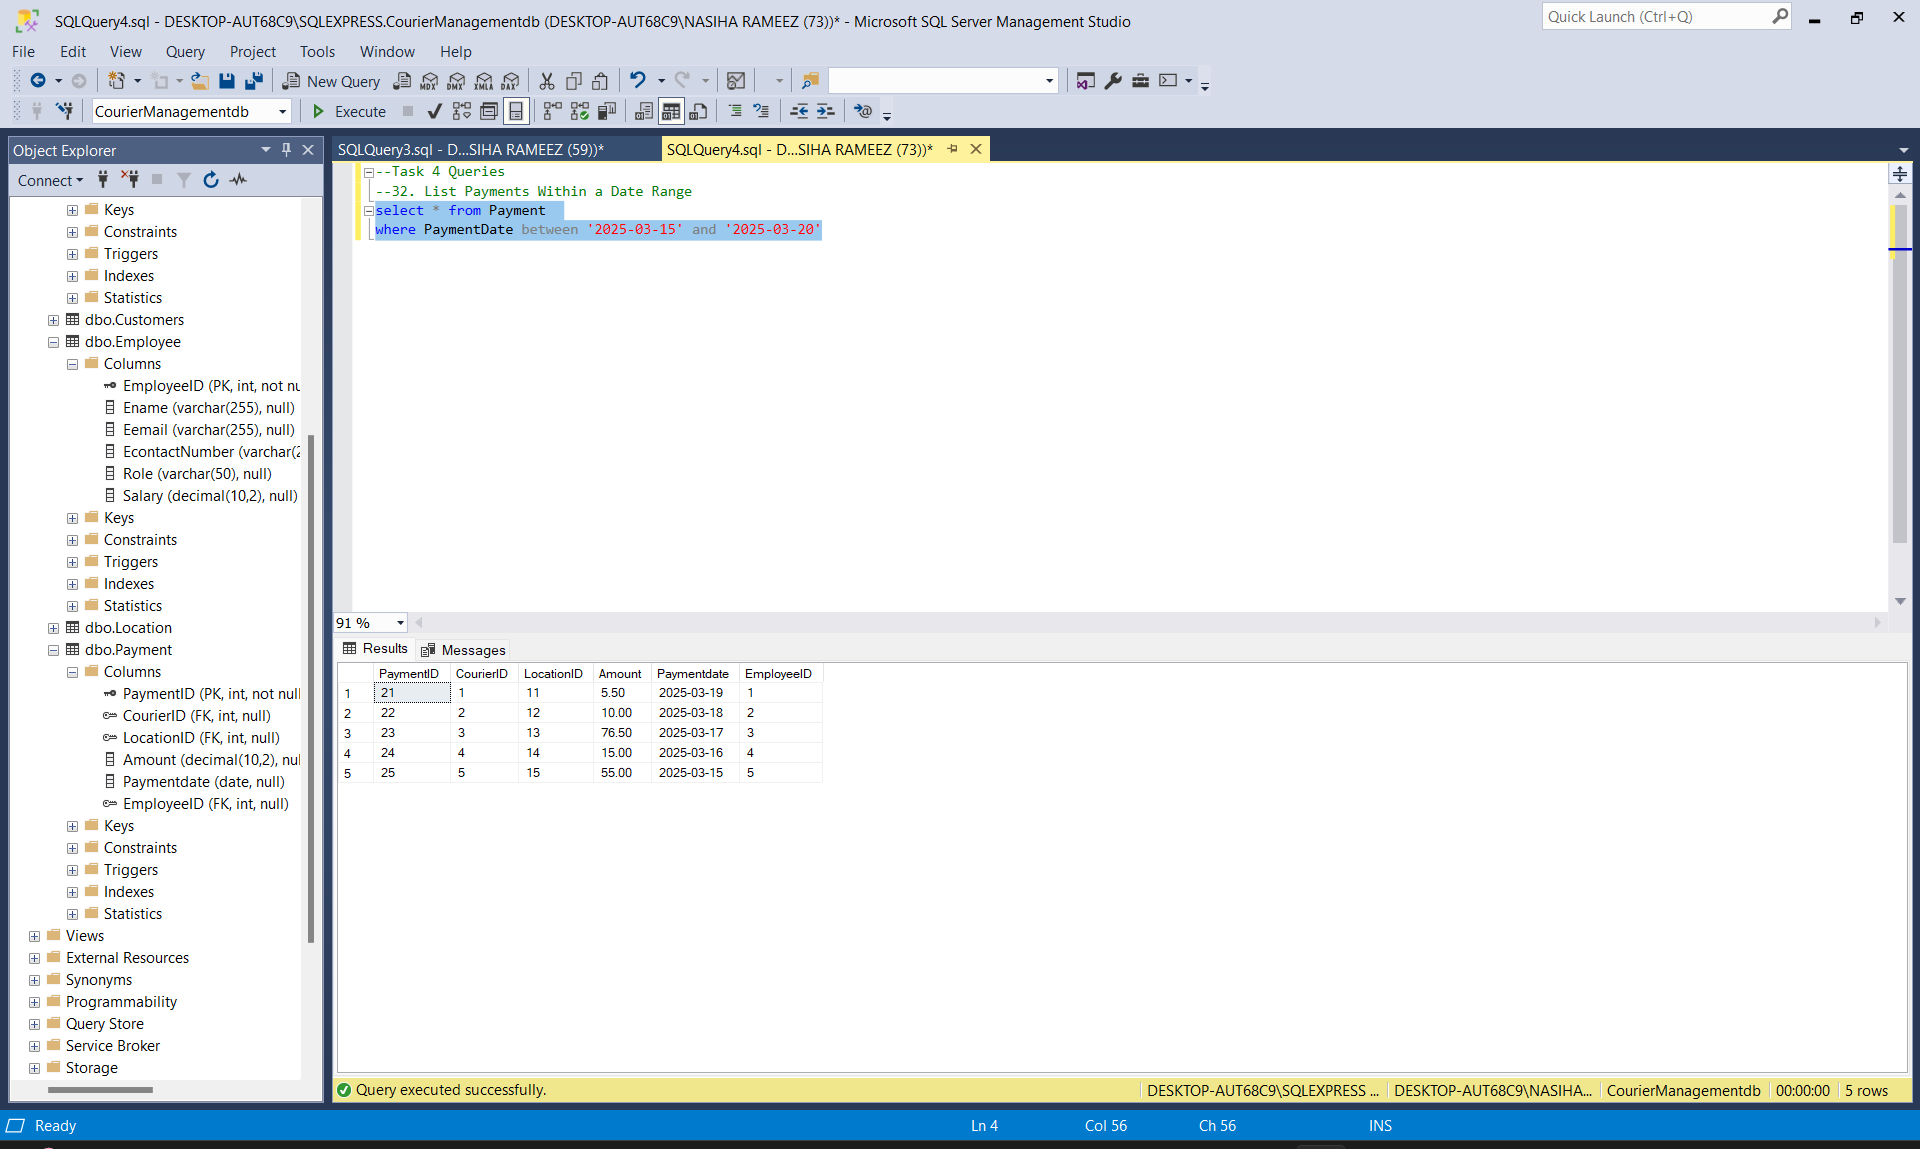 SQLQuery4.sql - DESKTOP-AUT68C9\SQLEXPRESS.CourierManagementdb (DESKTOP-AUT68C9\NASIHA RAMEEZ (73))* - Microsoft SQL Server Management Studio
Quick Launch (Ctrl+Q)
File Edit View Query Project Tools Window Help
New Query MDX DMX XMLA DAX
CourierManagementdb Execute
Object Explorer
Connect
Keys
Constraints
Triggers
Indexes
Statistics
dbo.Customers
dbo.Employee
Columns
EmployeeID (PK, int, not nu
Ename (varchar(255), null)
Eemail (varchar(255), null)
EcontactNumber (varchar(2
Role (varchar(50), null)
Salary (decimal(10,2), null)
Keys
Constraints
Triggers
Indexes
Statistics
dbo.Location
dbo.Payment
Columns
PaymentID (PK, int, not null
CourierID (FK, int, null)
LocationID (FK, int, null)
Amount (decimal(10,2), nul
Paymentdate (date, null)
EmployeeID (FK, int, null)
Keys
Constraints
Triggers
Indexes
Statistics
Views
External Resources
Synonyms
Programmability
Query Store
Service Broker
Storage
SQLQuery3.sql - D...SIHA RAMEEZ (59))* SQLQuery4.sql - D...SIHA RAMEEZ (73))*
--Task 4 Queries
--32. List Payments Within a Date Range
select * from Payment
where PaymentDate between '2025-03-15' and '2025-03-20'
91 %
Results Messages
PaymentID CourierID LocationID Amount Paymentdate EmployeeID
1 21 1 11 5.50 2025-03-19 1
2 22 2 12 10.00 2025-03-18 2
3 23 3 13 76.50 2025-03-17 3
4 24 4 14 15.00 2025-03-16 4
5 25 5 15 55.00 2025-03-15 5
Query executed successfully. DESKTOP-AUT68C9\SQLEXPRESS ... DESKTOP-AUT68C9\NASIHA... CourierManagementdb 00:00:00 5 rows
Ready Ln 4 Col 56 Ch 56 INS